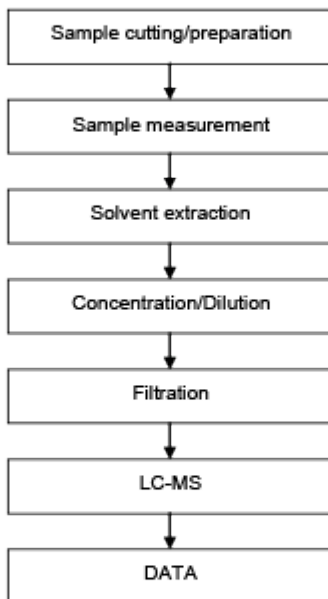 Sample cutting/preparation
Sample measurement
Solvent extraction
Concentration/Dilution
Filtration
LC-MS
DATA